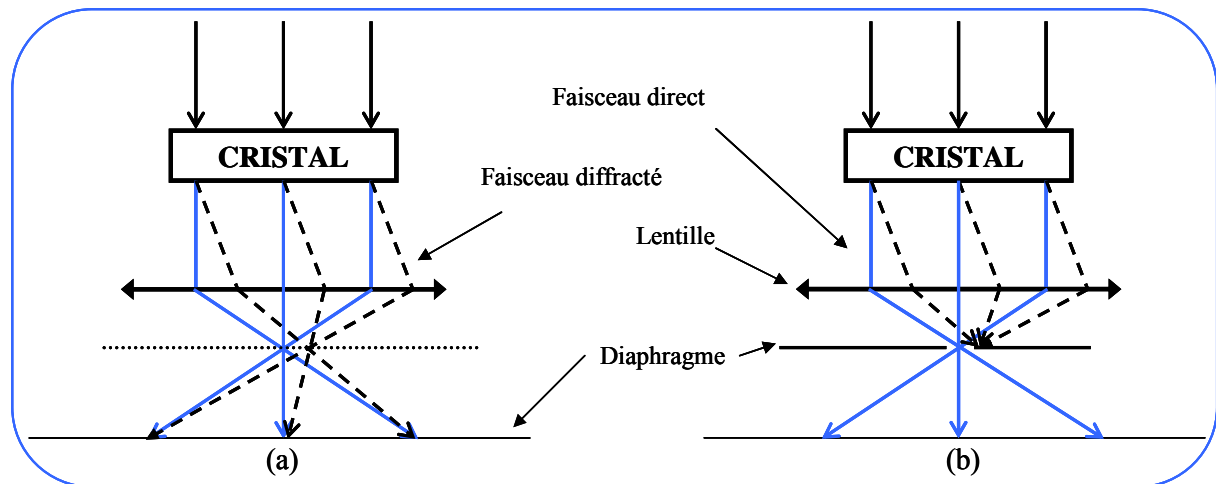 CRISTAL
Faisceau diffracté
(a)
Faisceau direct
Lentille
Diaphragme
CRISTAL
(b)